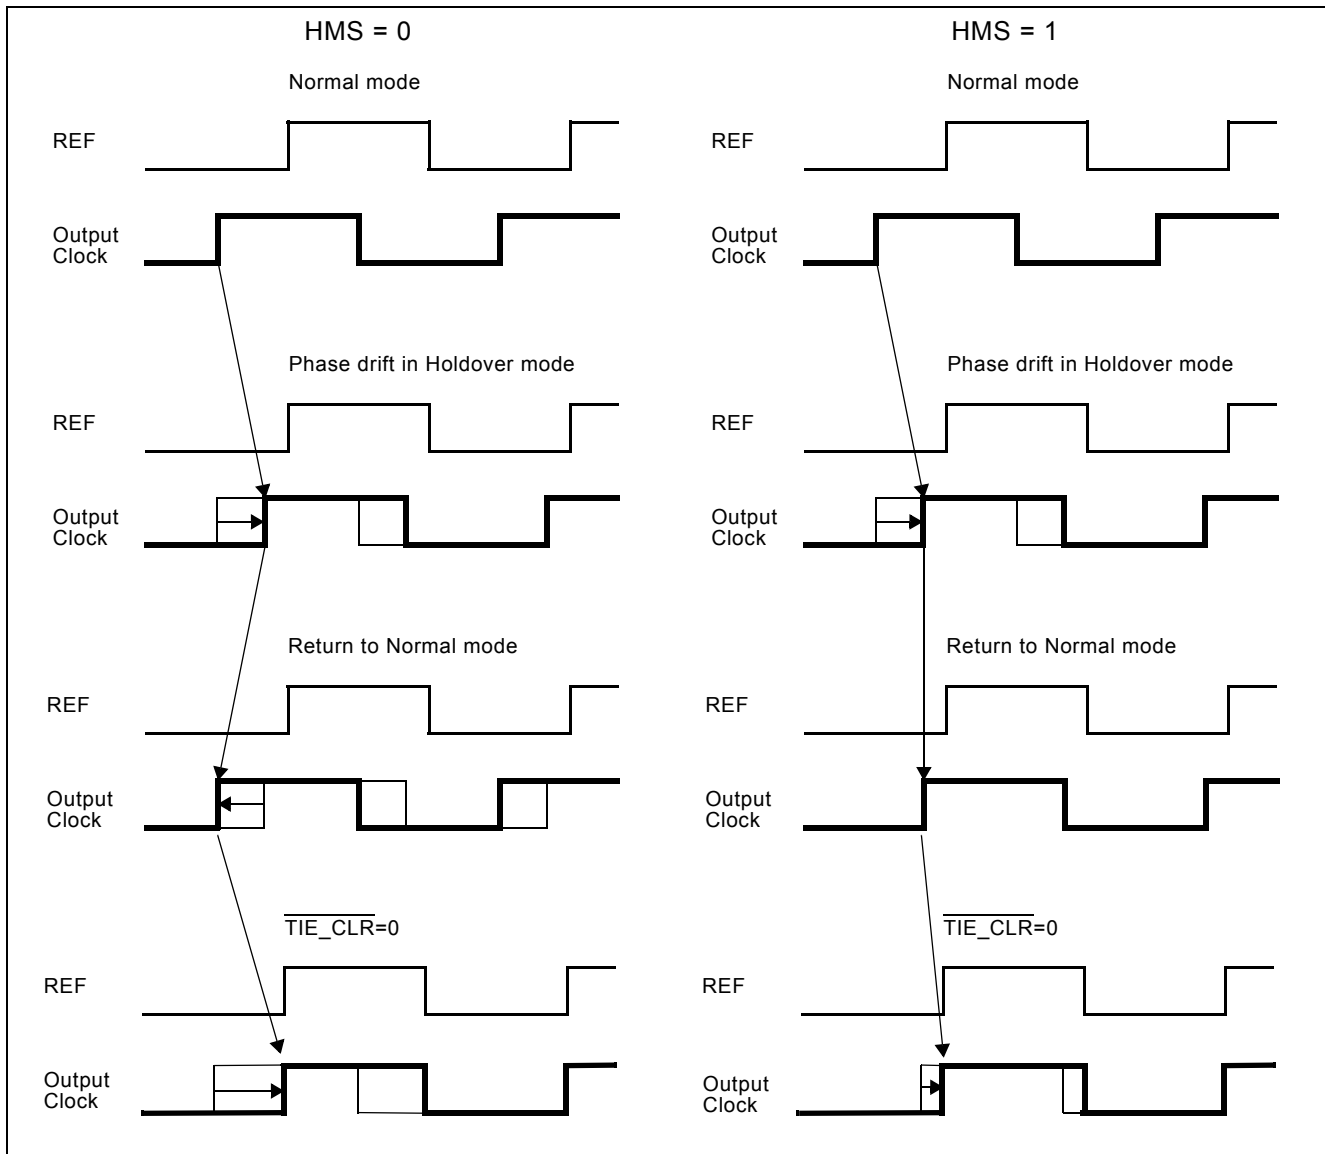 HMS = 0
Normal mode
REF
Output
Clock
Phase drift in Holdover mode
REF
Output
Clock
Return to Normal mode
REF
Output
Clock
TIE_CLR=0
REF
Output
Clock
HMS = 1
Normal mode
REF
Output
Clock
Phase drift in Holdover mode
REF
Output
Clock
Return to Normal mode
REF
Output
Clock
TIE_CLR=0
REF
Output
Clock